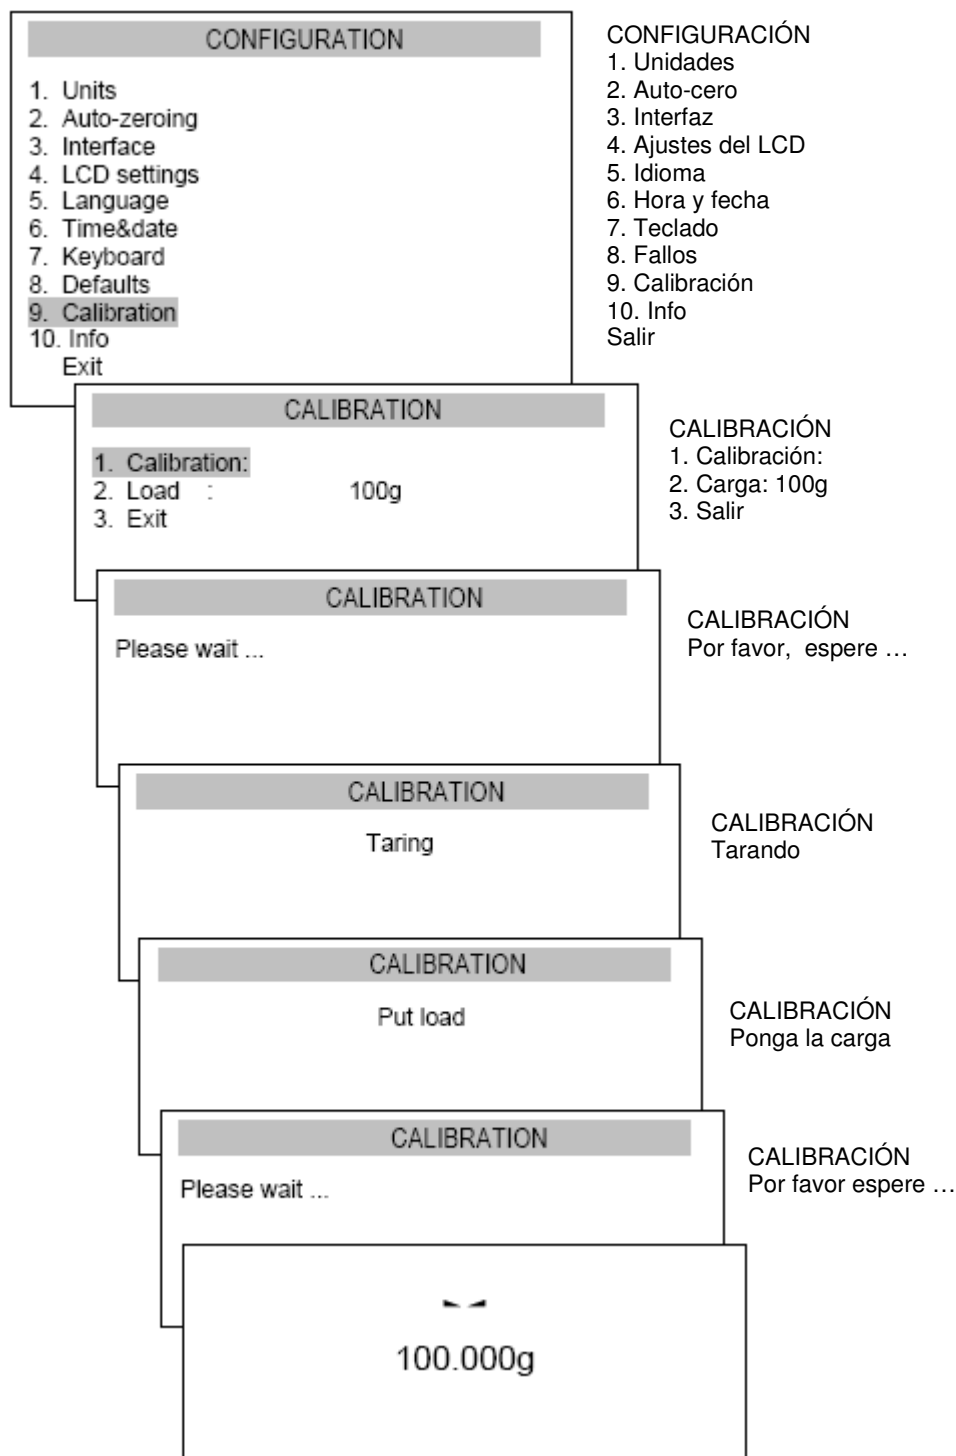 CONFIGURATION
1. Units
2. Auto-zeroing
3. Interface
4. LCD settings
5. Language
6. Time&date
7. Keyboard
8. Defaults
9. Calibration
10. Info
Exit
CONFIGURACIÓN
1. Unidades
2. Auto-cero
3. Interfaz
4. Ajustes del LCD
5. Idioma
6. Hora y fecha
7. Teclado
8. Fallos
9. Calibración
10. Info
Salir
CALIBRATION
1. Calibration:
2. Load : 100g
3. Exit
CALIBRACIÓN
1. Calibración:
2. Carga: 100g
3. Salir
CALIBRATION
Please wait ...
CALIBRACIÓN
Por favor, espere …
CALIBRATION
Taring
CALIBRACIÓN
Tarando
CALIBRATION
Put load
CALIBRACIÓN
Ponga la carga
CALIBRATION
Please wait ...
CALIBRACIÓN
Por favor espere …
100.000g